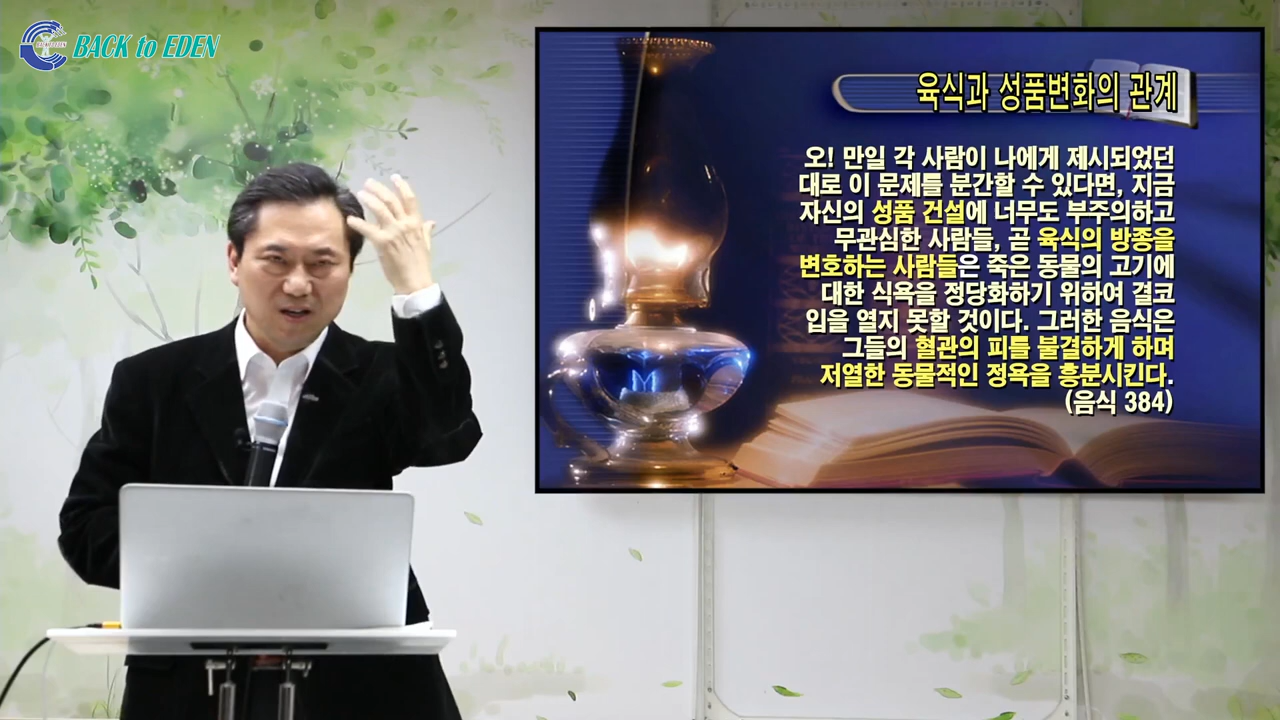 BACK to EDEN
육식과 성품변화의 관계
오! 만일 각 사람이 나에게 제시되었던
대로 이 문제를 분간할 수 있다면, 지금
자신의 성품 건설에 너무도 부주의하고
무관심한 사람들, 곧 육식의 방종을
변호하는 사람들은 죽은 동물의 고기에
대한 식욕을 정당화하기 위하여 결코
입을 열지 못할 것이다. 그러한 음식은
그들의 혈관의 피를 불결하게 하며
저열한 동물적인 정욕을 흥분시킨다.
(음식 384)